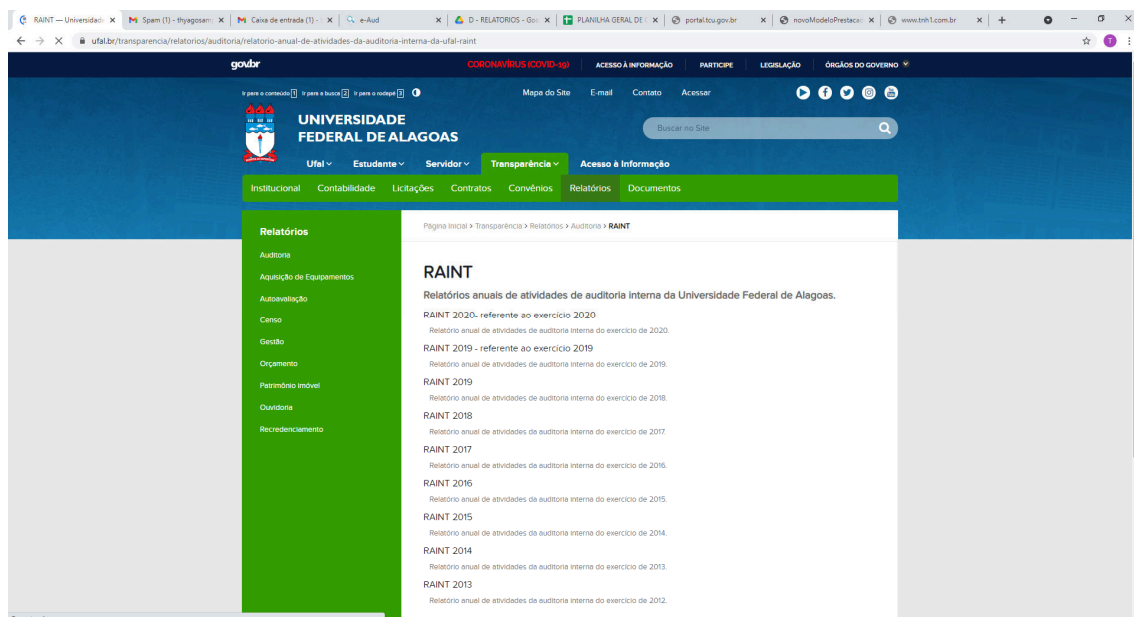 RAINT — Universidade
Spam (1) - thyagosam
Caixa de entrada (1) -
e-Aud
D - RELATORIOS - Goo
PLANILHA GERAL DE
portal.tcu.gov.br
novoModeloPrestacao
www.tnh1.com.br
ufal.br/transparencia/relatorios/auditoria/relatorio-anual-de-atividades-da-auditoria-interna-da-ufal-raint
T
gov.br
CORONAVÍRUS (COVID-19)
ACESSO À INFORMAÇÃO
PARTICIPE
LEGISLAÇÃO
ÓRGÃOS DO GOVERNO
Ir para o conteúdo 1 Ir para a busca 2 Ir para o rodapé 3
Mapa do Site E-mail Contato Acessar
UNIVERSIDADE
FEDERAL DE ALAGOAS
Buscar no Site
Ufal Estudante Servidor Transparência Acesso à Informação
Institucional Contabilidade Licitações Contratos Convênios Relatórios Documentos
Relatórios
Auditoria
Aquisição de Equipamentos
Autoavaliação
Censo
Gestão
Orçamento
Patrimônio Imóvel
Ouvidoria
Recredenciamento
Página Inicial > Transparência > Relatórios > Auditoria > RAINT
RAINT
Relatórios anuais de atividades de auditoria interna da Universidade Federal de Alagoas.
RAINT 2020- referente ao exercício 2020
Relatório anual de atividades de auditoria interna do exercício de 2020.
RAINT 2019 - referente ao exercício 2019
Relatório anual de atividades de auditoria interna do exercício de 2019.
RAINT 2019
Relatório anual de atividades da auditoria interna do exercício de 2018.
RAINT 2018
Relatório anual de atividades da auditoria interna do exercício de 2017.
RAINT 2017
Relatório anual de atividades da auditoria interna do exercício de 2016.
RAINT 2016
Relatório anual de atividades da auditoria interna do exercício de 2015.
RAINT 2015
Relatório anual de atividades da auditoria interna do exercício de 2014.
RAINT 2014
Relatório anual de atividades da auditoria interna do exercício de 2013.
RAINT 2013
Relatório anual de atividades da auditoria interna do exercício de 2012.